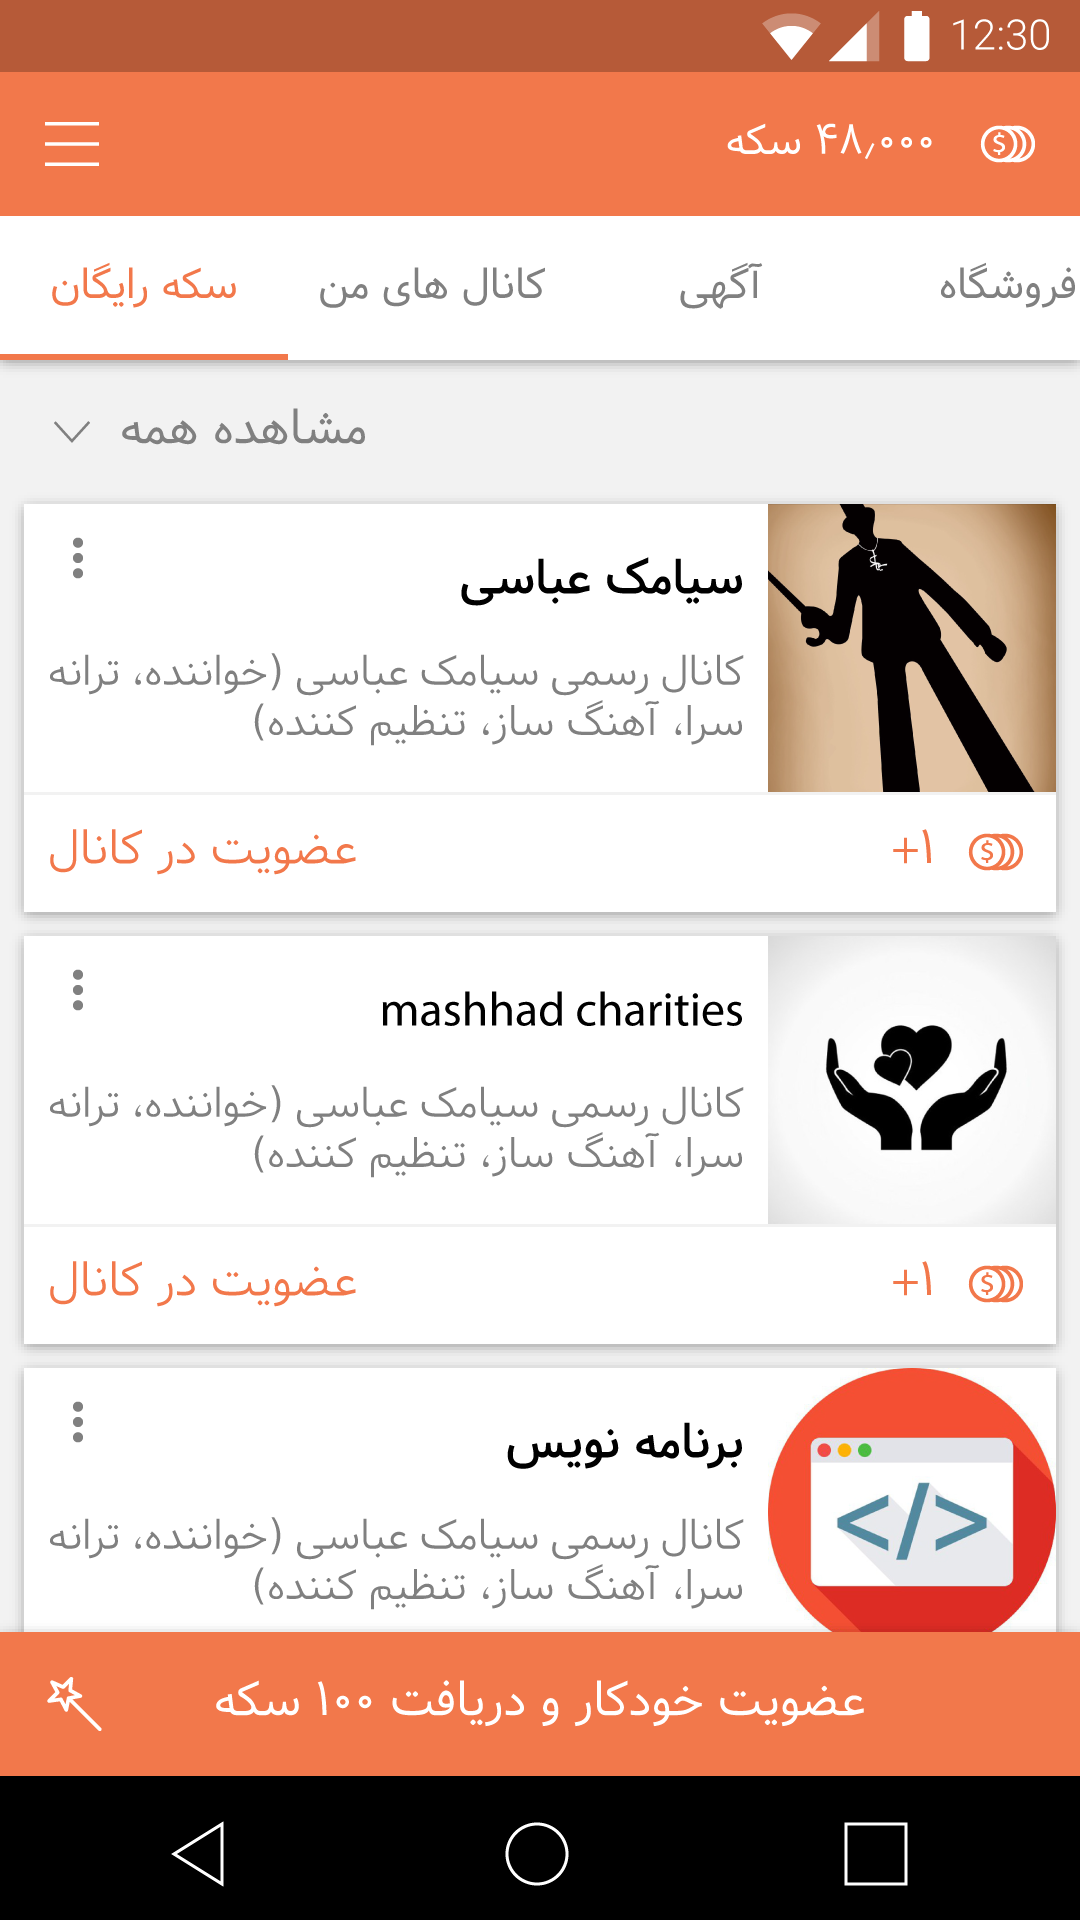 12:30
۴۸٫۰۰۰ سکه
فروشگاه
آگهی
کانال های من
سکه رایگان
مشاهده همه
سیامک عباسی
کانال رسمی سیامک عباسی (خواننده، ترانه
سرا، آهنگ ساز، تنظیم کننده)
+۱
عضویت در کانال
mashhad charities
کانال رسمی سیامک عباسی (خواننده، ترانه
سرا، آهنگ ساز، تنظیم کننده)
+۱
عضویت در کانال
برنامه نویس
</>
کانال رسمی سیامک عباسی (خواننده، ترانه
سرا، آهنگ ساز، تنظیم کننده)
عضویت خودکار و دریافت ۱۰۰ سکه